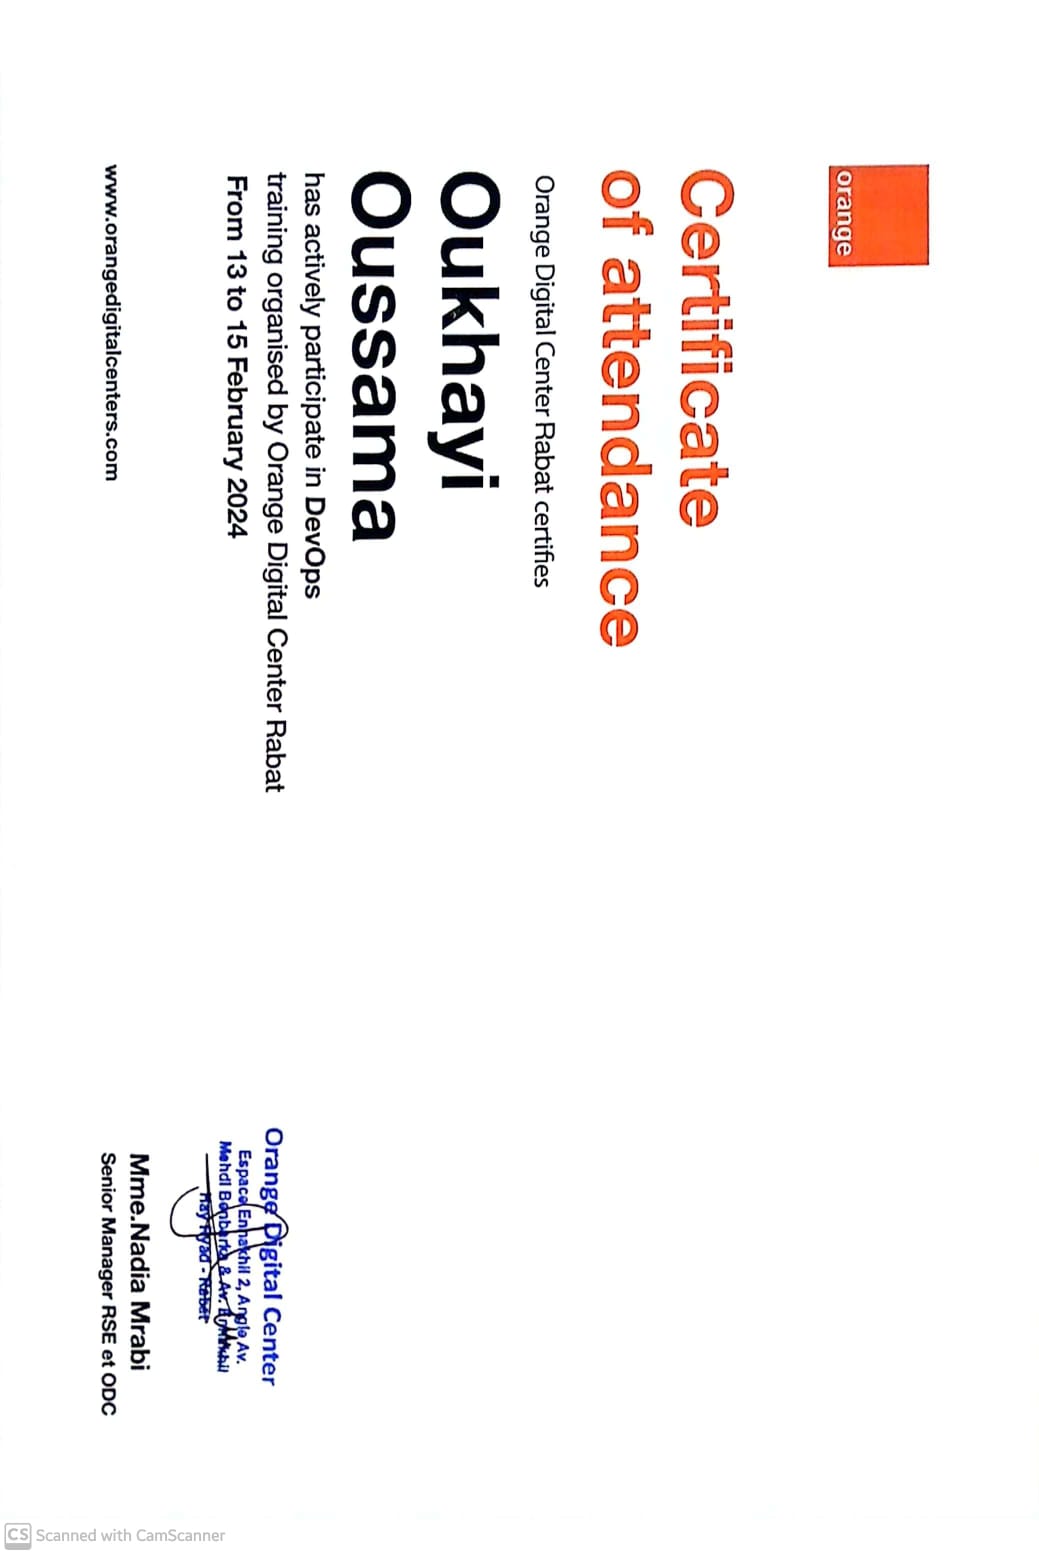 orange
Certificate
of attendance
Orange Digital Center Rabat certifies
Oukhayi
Oussama
has actively participate in DevOps
training organised by Orange Digital Center Rabat
From 13 to 15 February 2024
www.orangedigitalcenters.com
Orange Digital Center
Espace Ennakhil 2, Angle Av.
Mehdi Benbarka & Av. Ennakhil
Hay Ryad - Rabat
Mme.Nadia Mrabi
Senior Manager RSE et ODC
CS Scanned with CamScanner